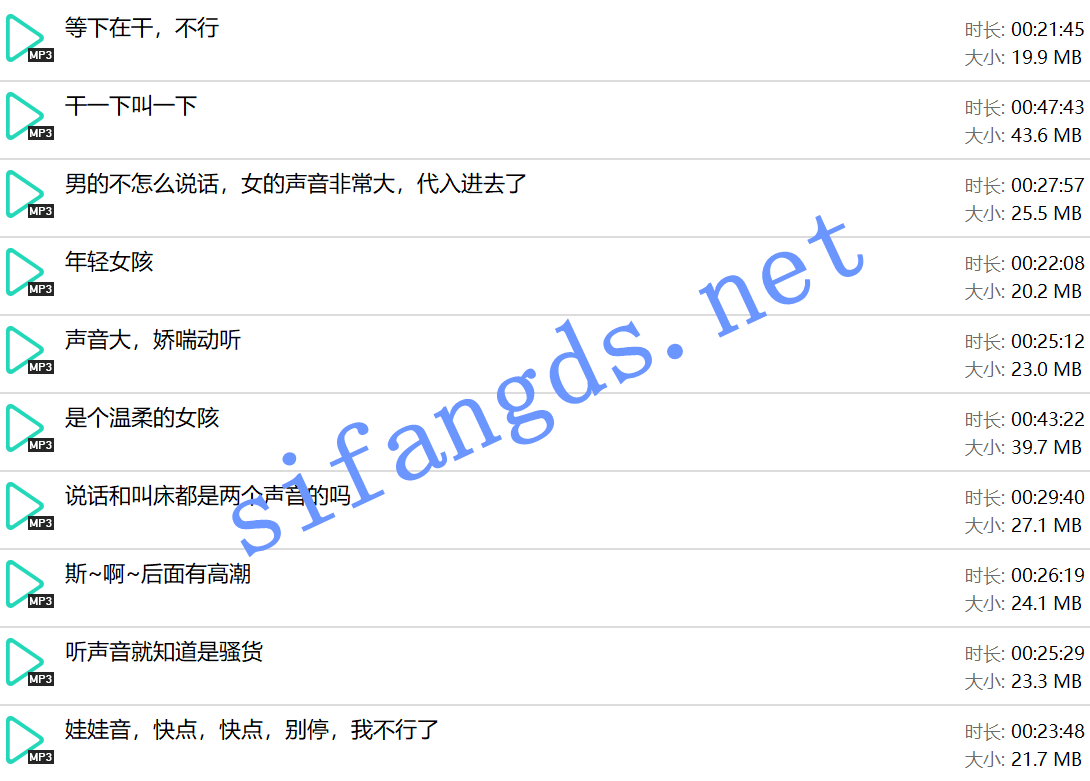 等下在干，不行
时长: 00:21:45
MP3
大小: 19.9 MB
干一下叫一下
时长: 00:47:43
MP3
大小: 43.6 MB
男的不怎么说话，女的声音非常大，代入进去了
时长: 00:27:57
MP3
大小: 25.5 MB
年轻女孩
时长: 00:22:08
MP3
大小: 20.2 MB
声音大，娇喘动听
时长: 00:25:12
MP3
大小: 23.0 MB
是个温柔的女孩
时长: 00:43:22
MP3
大小: 39.7 MB
说话和叫床都是两个声音的吗
时长: 00:29:40
MP3
大小: 27.1 MB
斯~啊~后面有高潮
时长: 00:26:19
MP3
大小: 24.1 MB
听声音就知道是骚货
时长: 00:25:29
MP3
大小: 23.3 MB
娃娃音，快点，快点，别停，我不行了
时长: 00:23:48
MP3
大小: 21.7 MB
sifangds.net